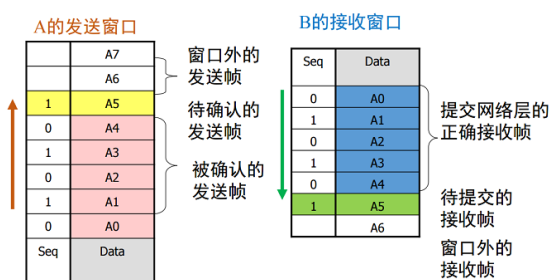 A的发送窗口
A7
A6
1 A5
0 A4
1 A3
0 A2
1 A1
0 A0
Seq Data
窗口外的
发送帧
待确认的
发送帧
被确认的
发送帧
B的接收窗口
Seq Data
0 A0
1 A1
0 A2
1 A3
0 A4
1 A5
A6
提交网络层的
正确接收帧
待提交的
接收帧
窗口外的
接收帧